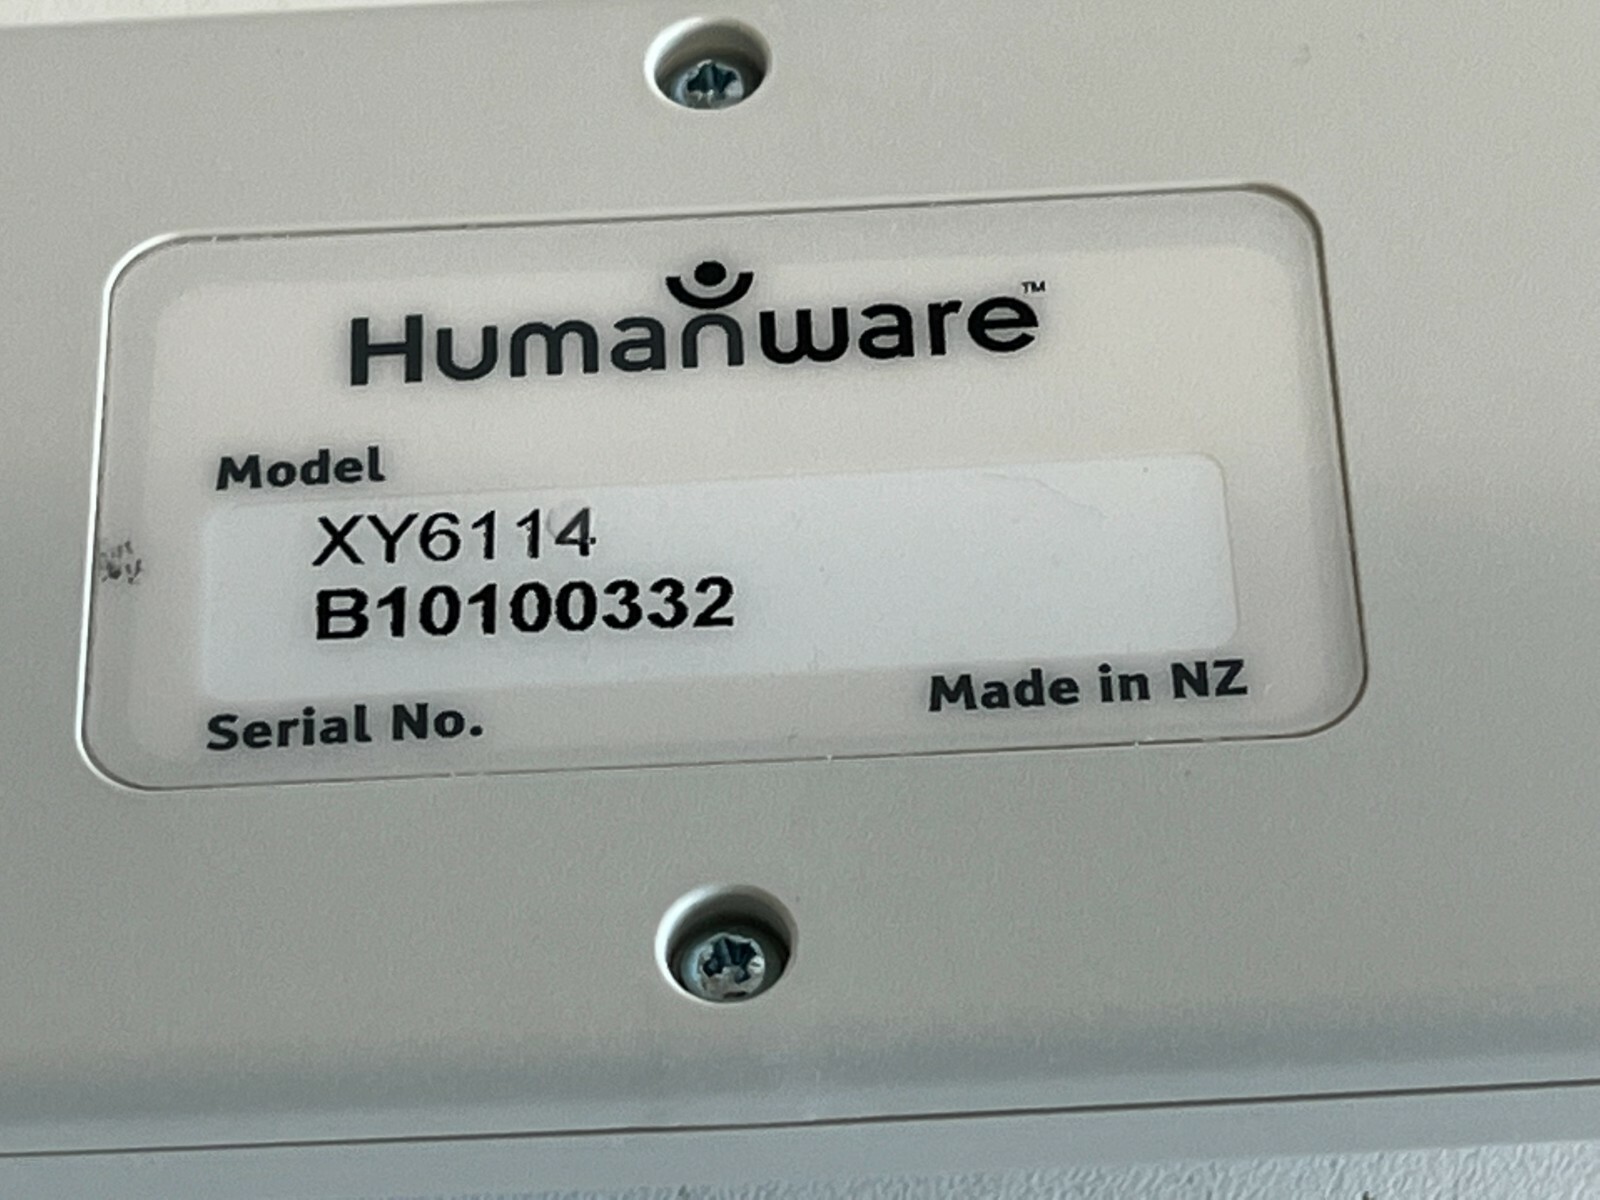 Humanware™
Model
XY6114
B10100332
Serial No.
Made in NZ